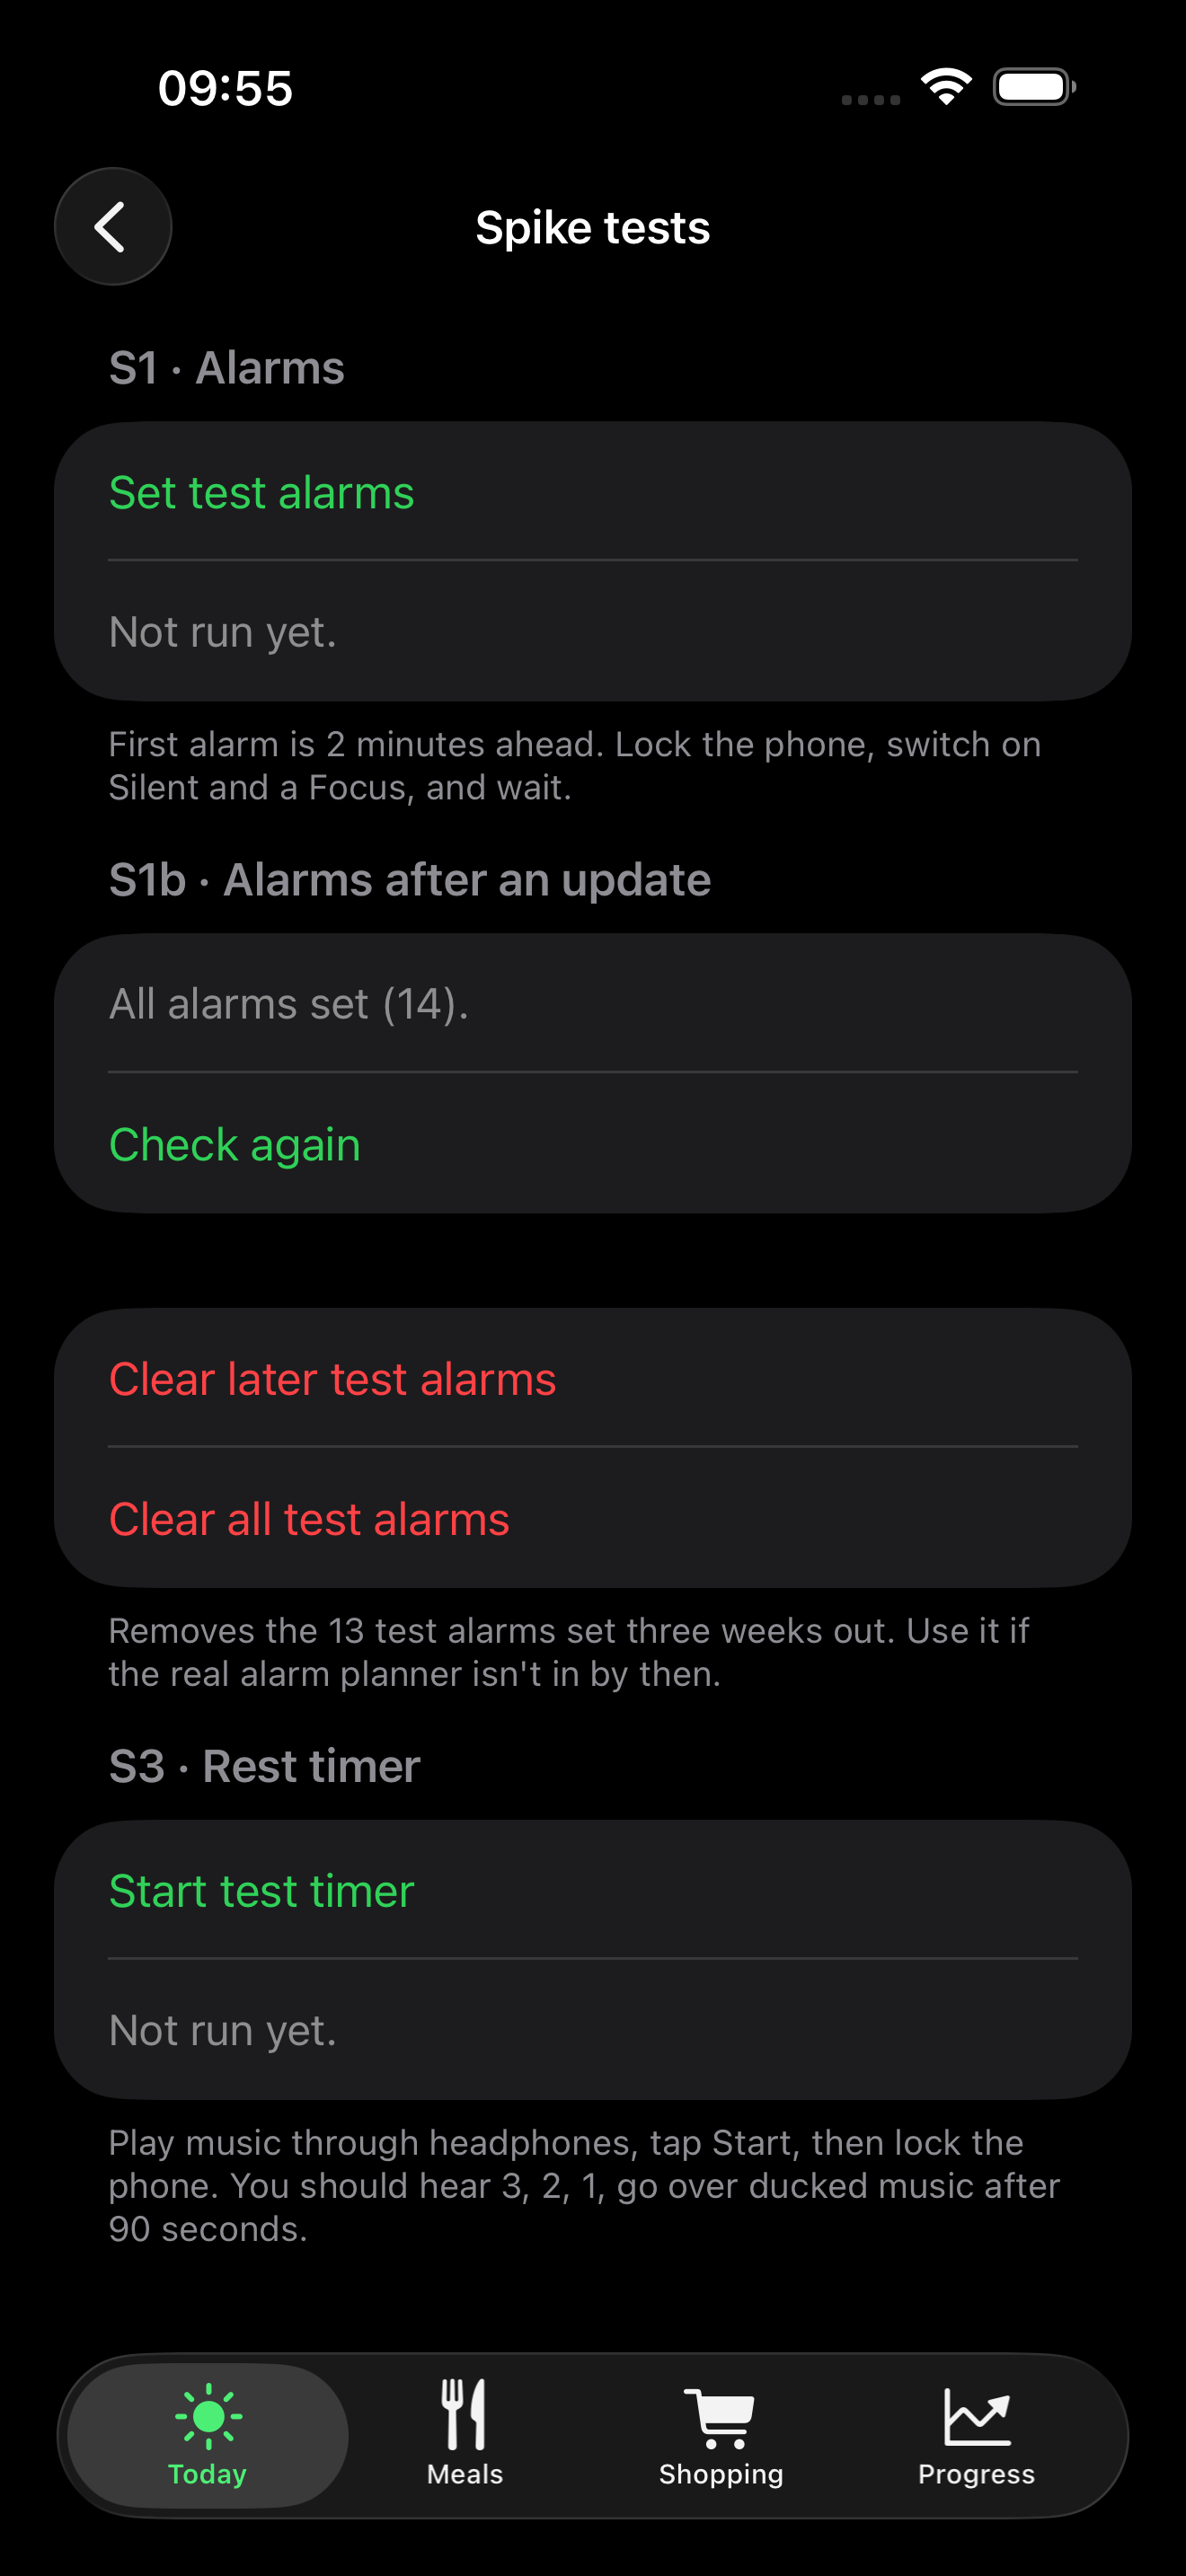 09:55
Spike tests
S1 · Alarms
Set test alarms
Not run yet.
First alarm is 2 minutes ahead. Lock the phone, switch on
Silent and a Focus, and wait.
S1b · Alarms after an update
All alarms set (14).
Check again
Clear later test alarms
Clear all test alarms
Removes the 13 test alarms set three weeks out. Use it if
the real alarm planner isn't in by then.
S3 · Rest timer
Start test timer
Not run yet.
Play music through headphones, tap Start, then lock the
phone. You should hear 3, 2, 1, go over ducked music after
90 seconds.
Today
Meals
Shopping
Progress